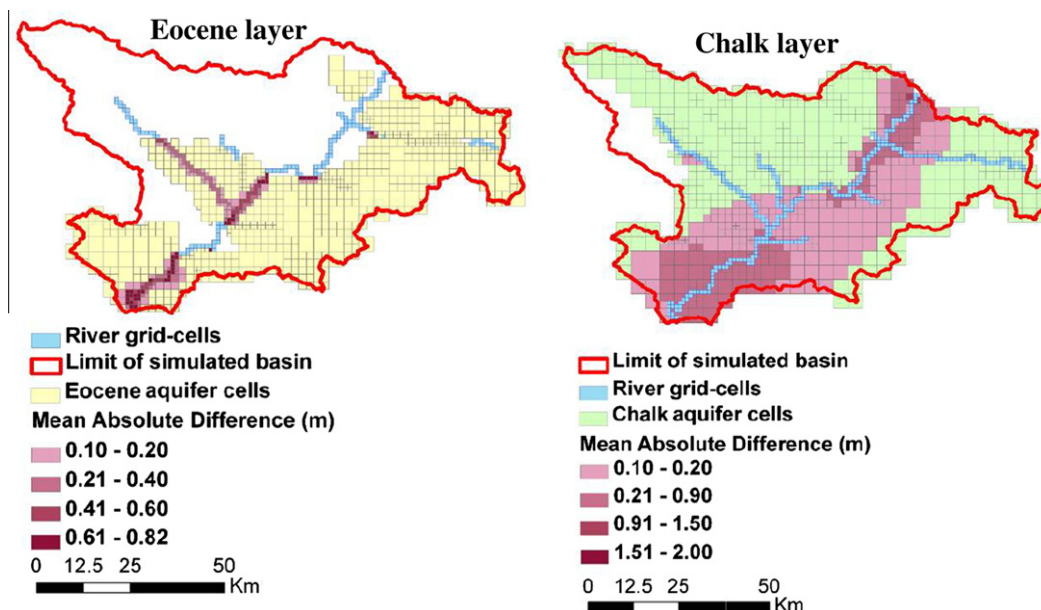 Eocene layer
River grid-cells
Limit of simulated basin
Eocene aquifer cells
Mean Absolute Difference (m)
0.10 - 0.20
0.21 - 0.40
0.41 - 0.60
0.61 - 0.82
0 12.5 25 50
Km
Chalk layer
Limit of simulated basin
River grid-cells
Chalk aquifer cells
Mean Absolute Difference (m)
0.10 - 0.20
0.21 - 0.90
0.91 - 1.50
1.51 - 2.00
0 12.5 25 50
Km